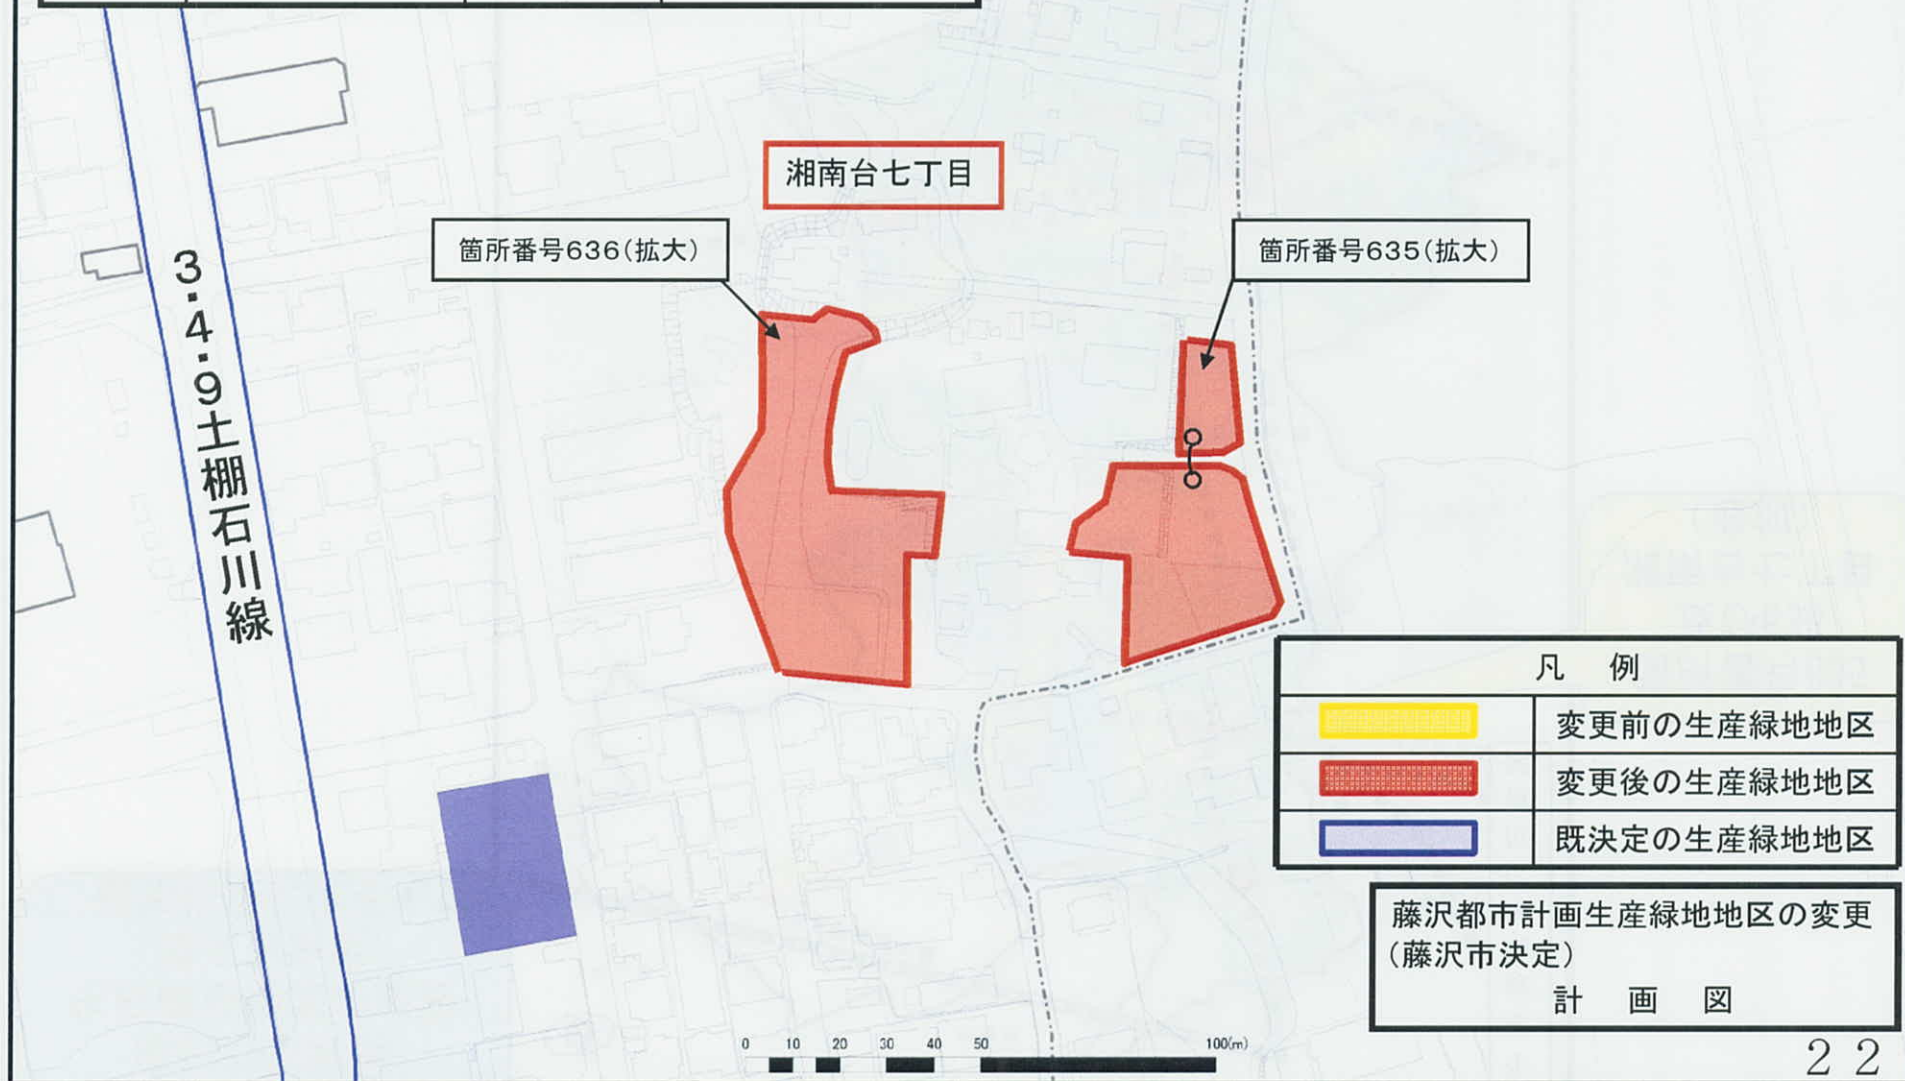 湘南台七丁目
箇所番号636(拡大)
箇所番号635(拡大)
3・4・9土棚石川線
凡 例
変更前の生産緑地地区
変更後の生産緑地地区
既決定の生産緑地地区
藤沢都市計画生産緑地地区の変更
(藤沢市決定)
計 画 図
0 10 20 30 40 50 100(m)
22